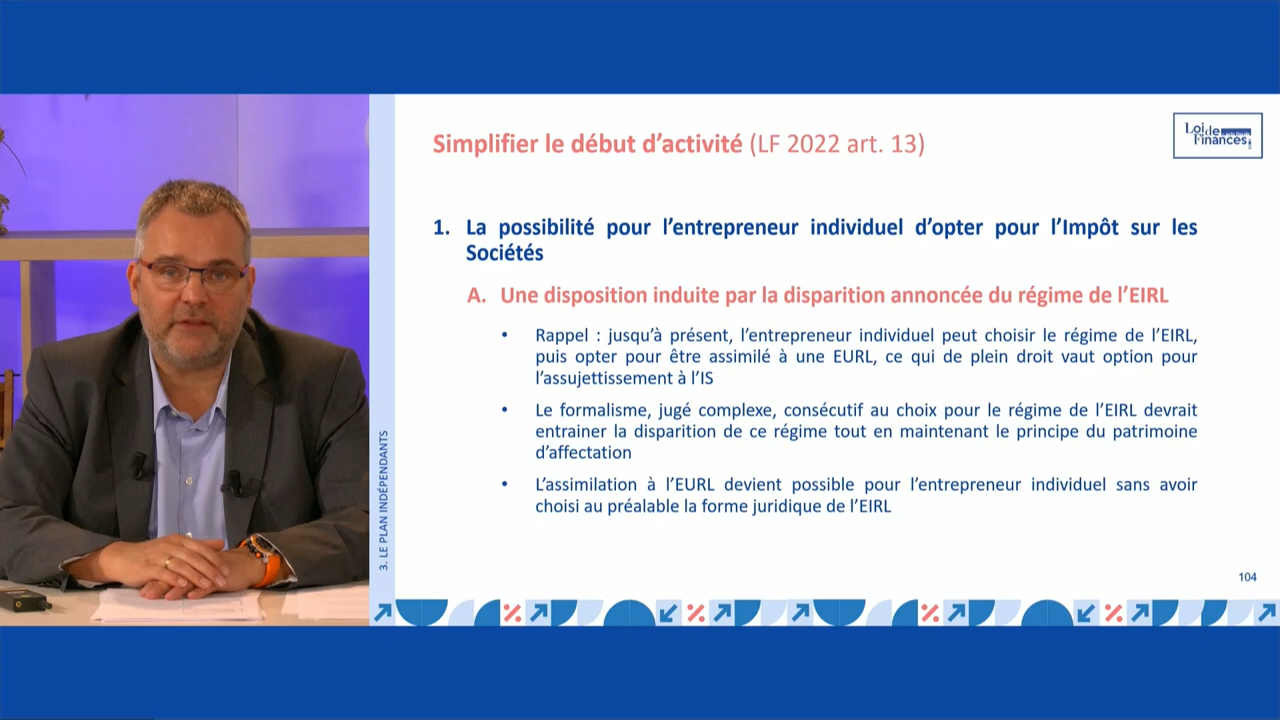 Simplifier le début d'activité (LF 2022 art. 13)
Loi de
Finances
1. La possibilité pour l'entrepreneur individuel d'opter pour l'Impôt sur les
Sociétés
A. Une disposition induite par la disparition annoncée du régime de l'EIRL
• Rappel : jusqu'à présent, l'entrepreneur individuel peut choisir le régime de l'EIRL,
puis opter pour être assimilé à une EURL, ce qui de plein droit vaut option pour
l'assujettissement à l'IS
• Le formalisme, jugé complexe, consécutif au choix pour le régime de l'EIRL devrait
entrainer la disparition de ce régime tout en maintenant le principe du patrimoine
d'affectation
• L'assimilation à l'EURL devient possible pour l'entrepreneur individuel sans avoir
choisi au préalable la forme juridique de l'EIRL
3. LE PLAN INDÉPENDANTS
104